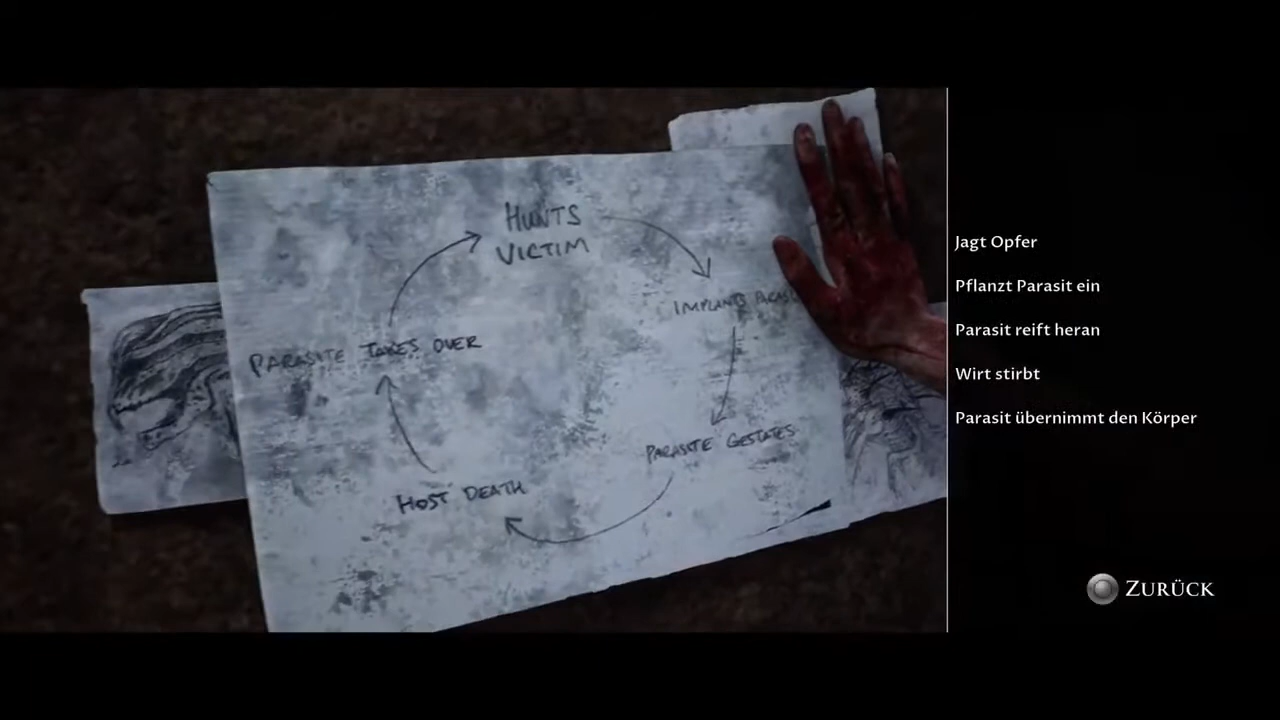 HUNTS
VICTIM
IMPLANTS
PARASITE GESTATES
HOST DEATH
PARASITE TAKES OVER
Jagt Opfer
Pflanzt Parasit ein
Parasit reift heran
Wirt stirbt
Parasit übernimmt den Körper
ZURÜCK